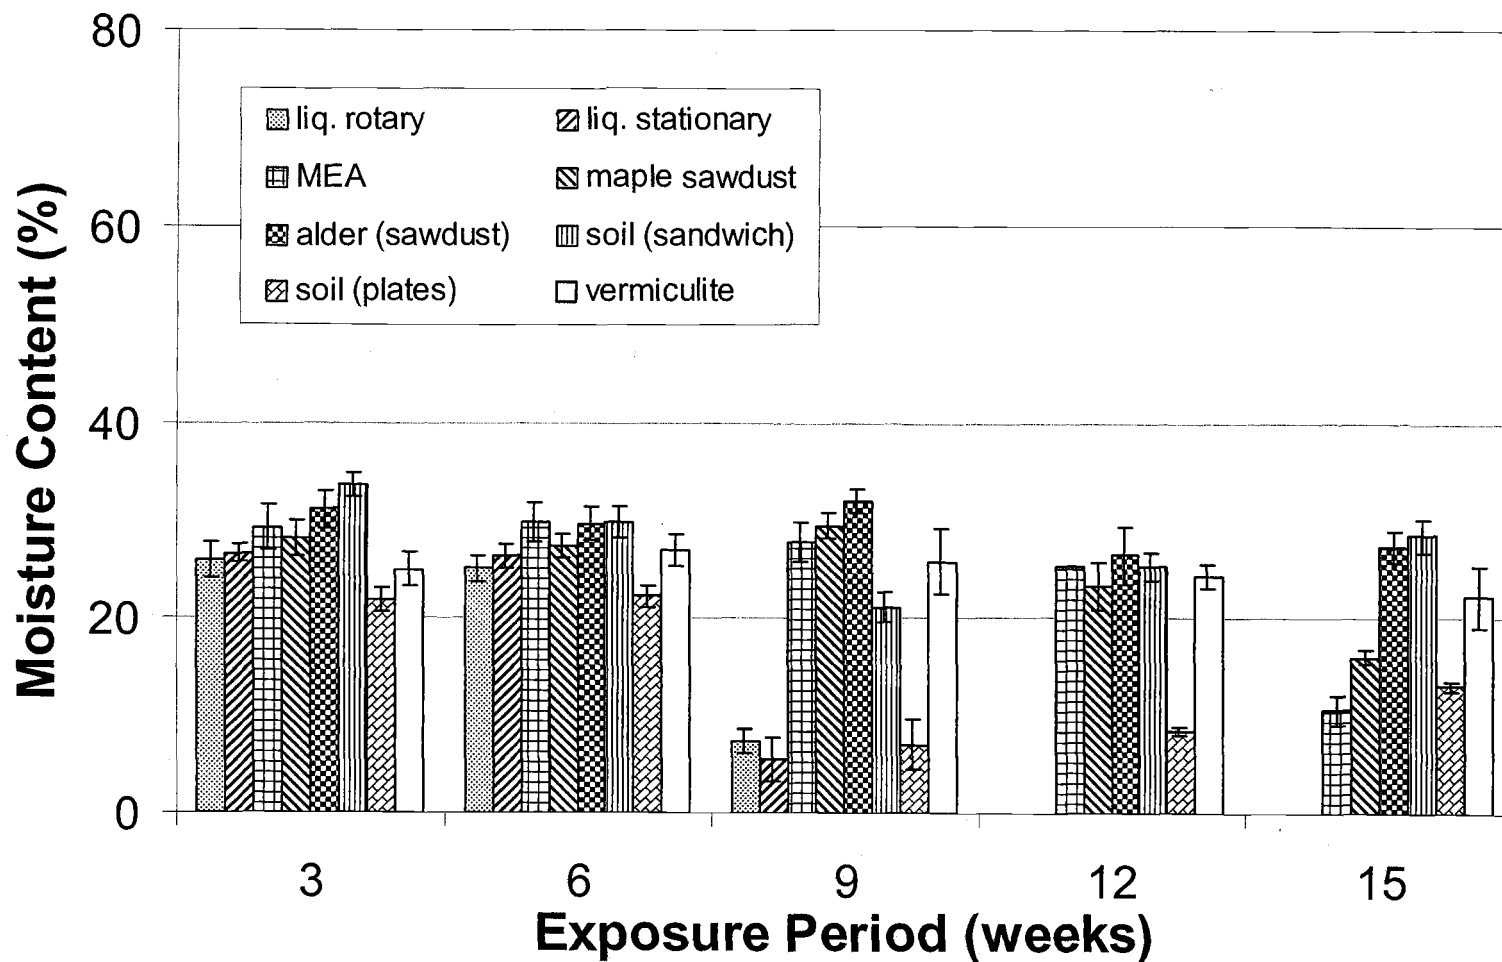 80
60
40
20
0
Moisture Content (%)
liq. rotary
liq. stationary
MEA
maple sawdust
alder (sawdust)
soil (sandwich)
soil (plates)
vermiculite
3 6 9 12 15
Exposure Period (weeks)